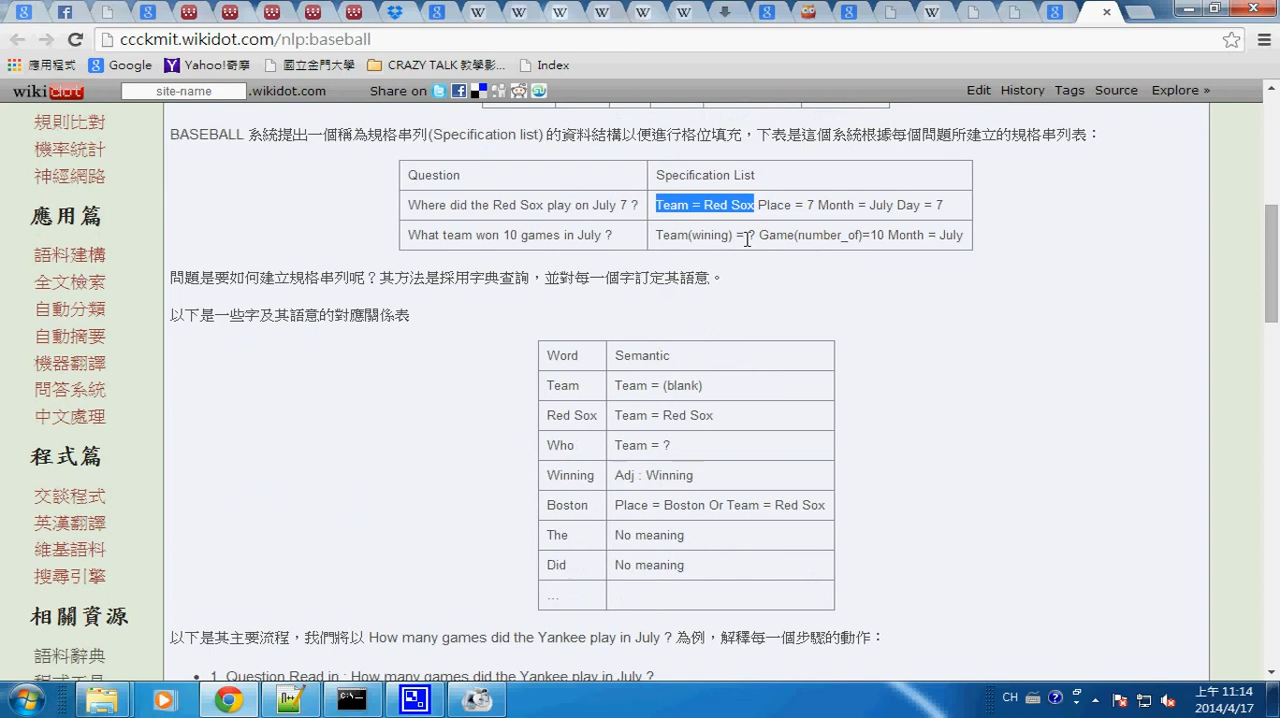 ccckmit.wikidot.com/nlp:baseball
應用程式 Google Yahoo!奇摩 國立金門大學 CRAZY TALK 教學影... Index
wikidot site-name .wikidot.com Share on Edit History Tags Source Explore »
規則比對
機率統計
神經網路
應用篇
語料建構
全文檢索
自動分類
自動摘要
機器翻譯
問答系統
中文處理
程式篇
交談程式
英漢翻譯
維基語料
搜尋引擎
相關資源
語料辭典
BASEBALL 系統提出一個稱為規格串列(Specification list) 的資料結構以便進行格位填充，下表是這個系統根據每個問題所建立的規格串列表：
Question Specification List
Where did the Red Sox play on July 7 ? Team = Red Sox Place = 7 Month = July Day = 7
What team won 10 games in July ? Team(wining) = ? Game(number_of)=10 Month = July
問題是要如何建立規格串列呢？其方法是採用字典查詢，並對每一個字訂定其語意。
以下是一些字及其語意的對應關係表
Word Semantic
Team Team = (blank)
Red Sox Team = Red Sox
Who Team = ?
Winning Adj : Winning
Boston Place = Boston Or Team = Red Sox
The No meaning
Did No meaning
...
以下是其主要流程，我們將以 How many games did the Yankee play in July ? 為例，解釋每一個步驟的動作：
1. Question Read in : How many games did the Yankee play in July ?
CH
上午 11:14
2014/4/17